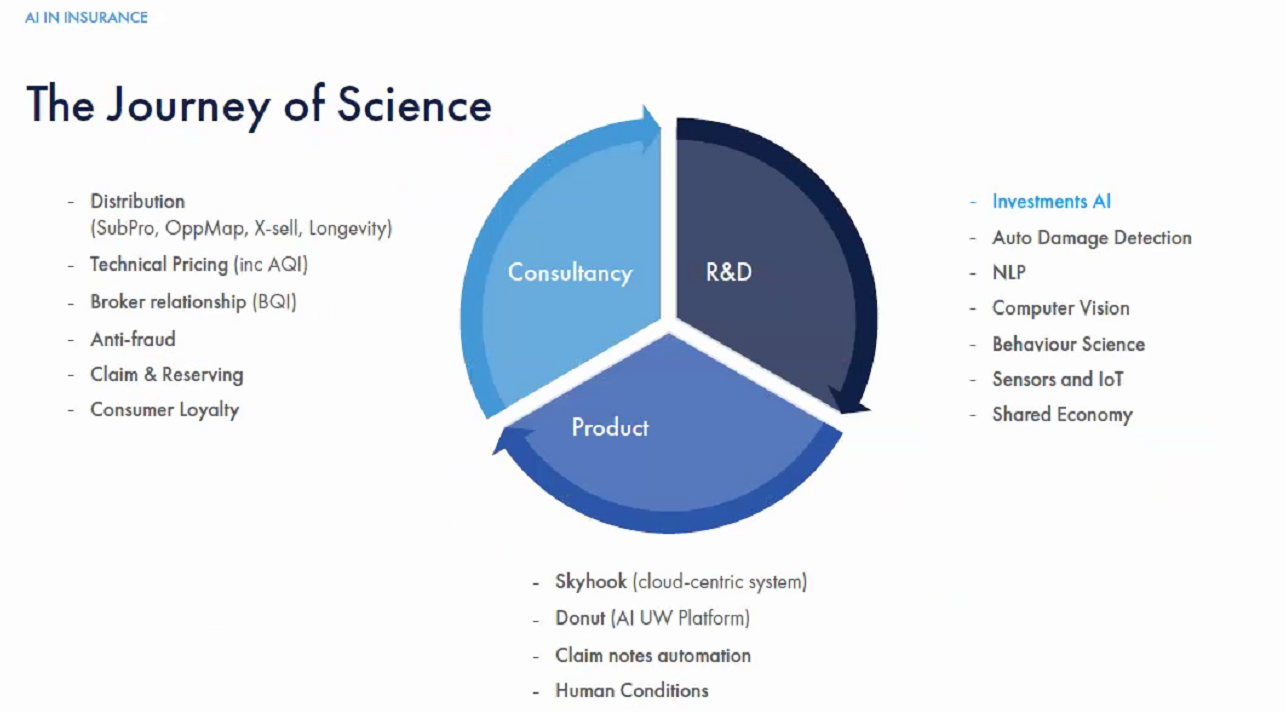 AI IN INSURANCE
The Journey of Science
- Distribution
(SubPro, OppMap, X-sell, Longevity)
- Technical Pricing (inc AQI)
- Broker relationship (BQI)
- Anti-fraud
- Claim & Reserving
- Consumer Loyalty
Consultancy
R&D
Product
- Investments AI
- Auto Damage Detection
- NLP
- Computer Vision
- Behaviour Science
- Sensors and IoT
- Shared Economy
- Skyhook (cloud-centric system)
- Donut (AI UW Platform)
- Claim notes automation
- Human Conditions